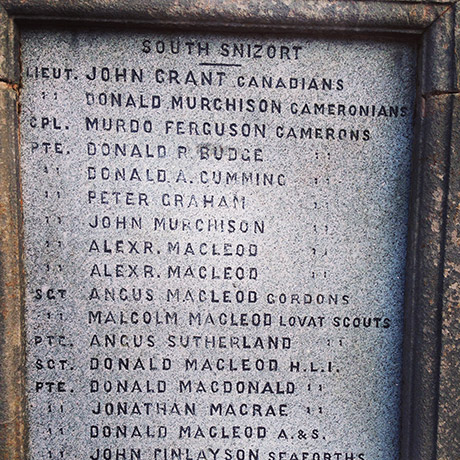 SOUTH SNIZORT
LIEUT. JOHN GRANT CANADIANS
" DONALD MURCHISON CAMERONIANS
CPL. MURDO FERGUSON CAMERONS
PTE. DONALD P. BUDGE "
" DONALD A. CUMMING "
" PETER GRAHAM "
" JOHN MURCHISON "
" ALEXR. MACLEOD "
" ALEXR. MACLEOD "
SGT ANGUS MACLEOD GORDONS
" MALCOLM MACLEOD LOVAT SCOUTS
PTE. ANGUS SUTHERLAND "
SGT. DONALD MACLEOD H.L.I.
PTE. DONALD MACDONALD "
" JONATHAN MACRAE "
" DONALD MACLEOD A.&S.
" JOHN FINLAYSON SEAFORTHS